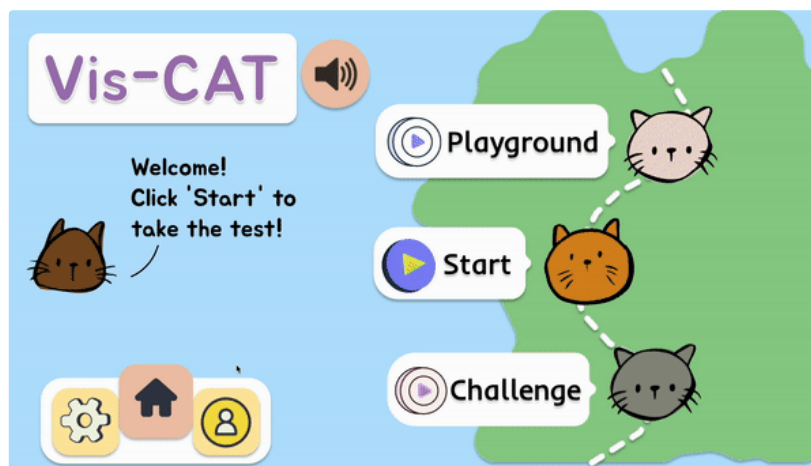 Vis-CAT
Welcome!
Click 'Start' to
take the test!
Playground
Start
Challenge